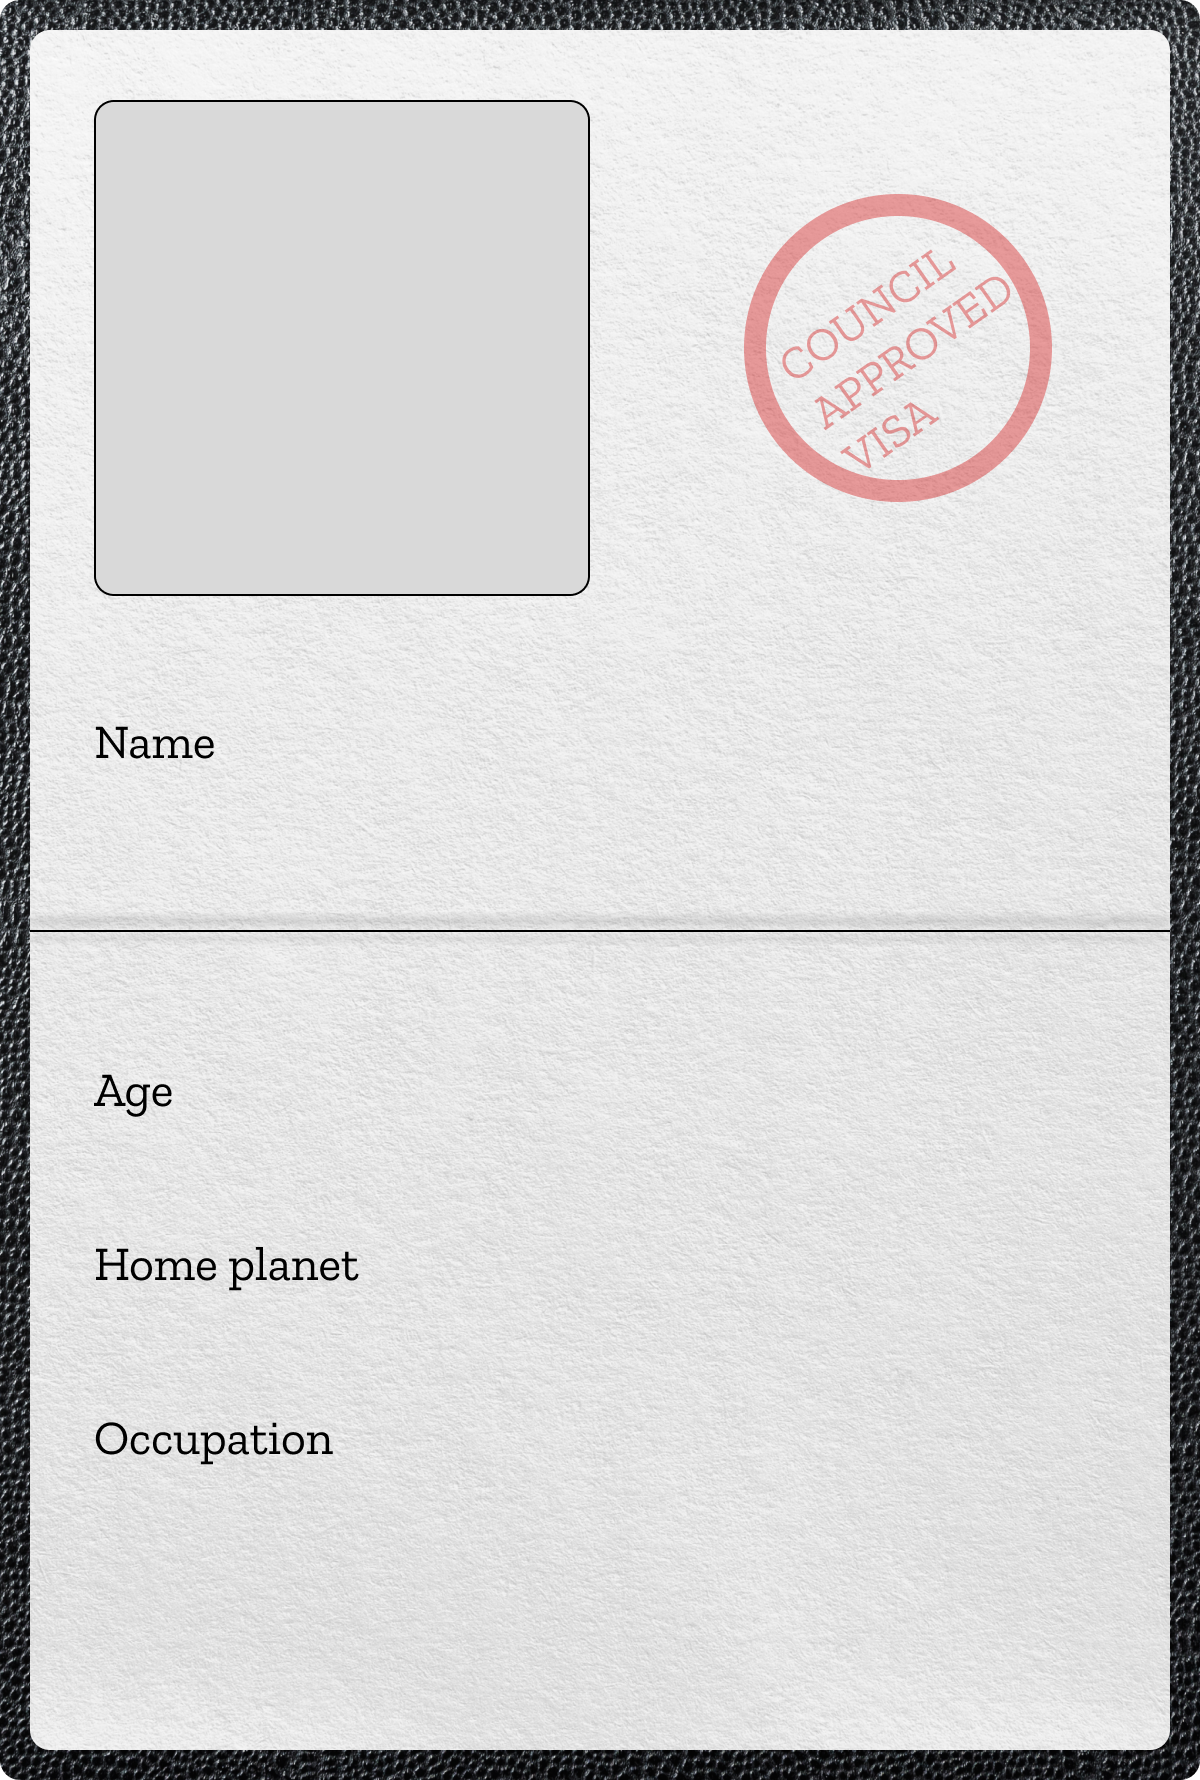 COUNCIL
APPROVED
VISA
Name
Age
Home planet
Occupation